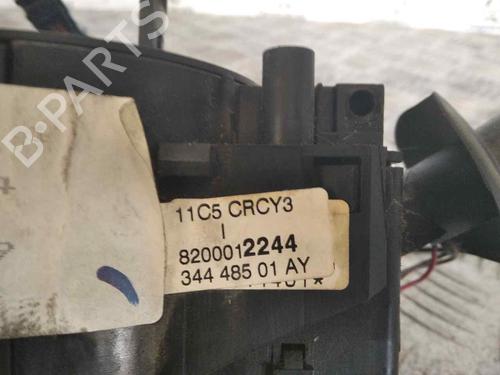 B-PARTS
11C5 CRCY3
I
8200012244
344 485 01 AY